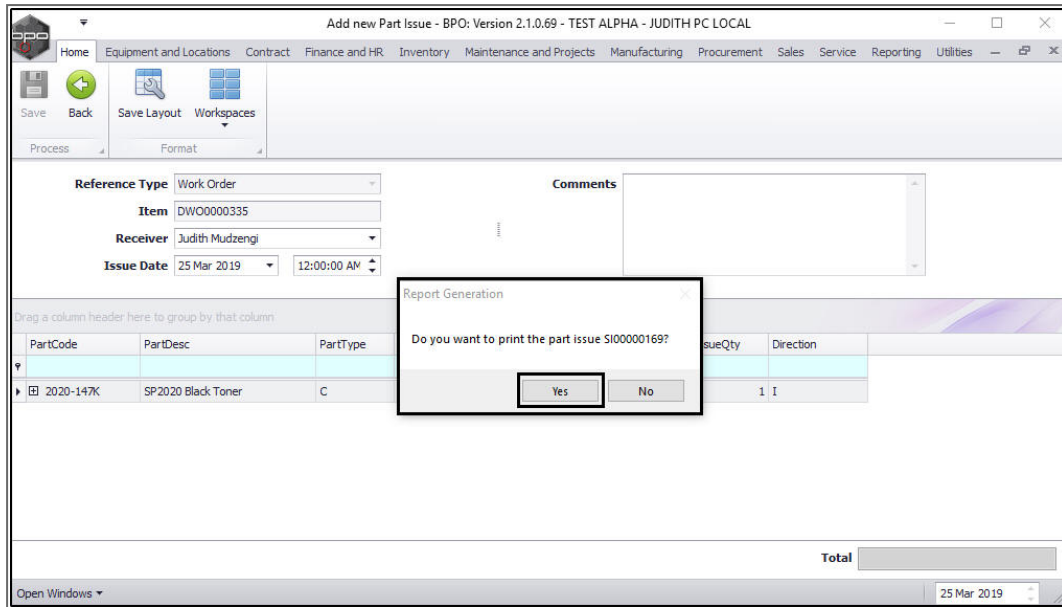 bpo
Add new Part Issue - BPO: Version 2.1.0.69 - TEST ALPHA - JUDITH PC LOCAL
Home Equipment and Locations Contract Finance and HR Inventory Maintenance and Projects Manufacturing Procurement Sales Service Reporting Utilities
Save Back Save Layout Workspaces
Process Format
Reference Type Work Order Comments
Item DWO0000335
Receiver Judith Mudzengi
Issue Date 25 Mar 2019 12:00:00 AM
Report Generation
Drag a column header here to group by that column
Do you want to print the part issue SI00000169?
PartCode PartDesc PartType sueQty Direction
2020-147K SP2020 Black Toner C Yes No 1 I
Total
Open Windows 25 Mar 2019